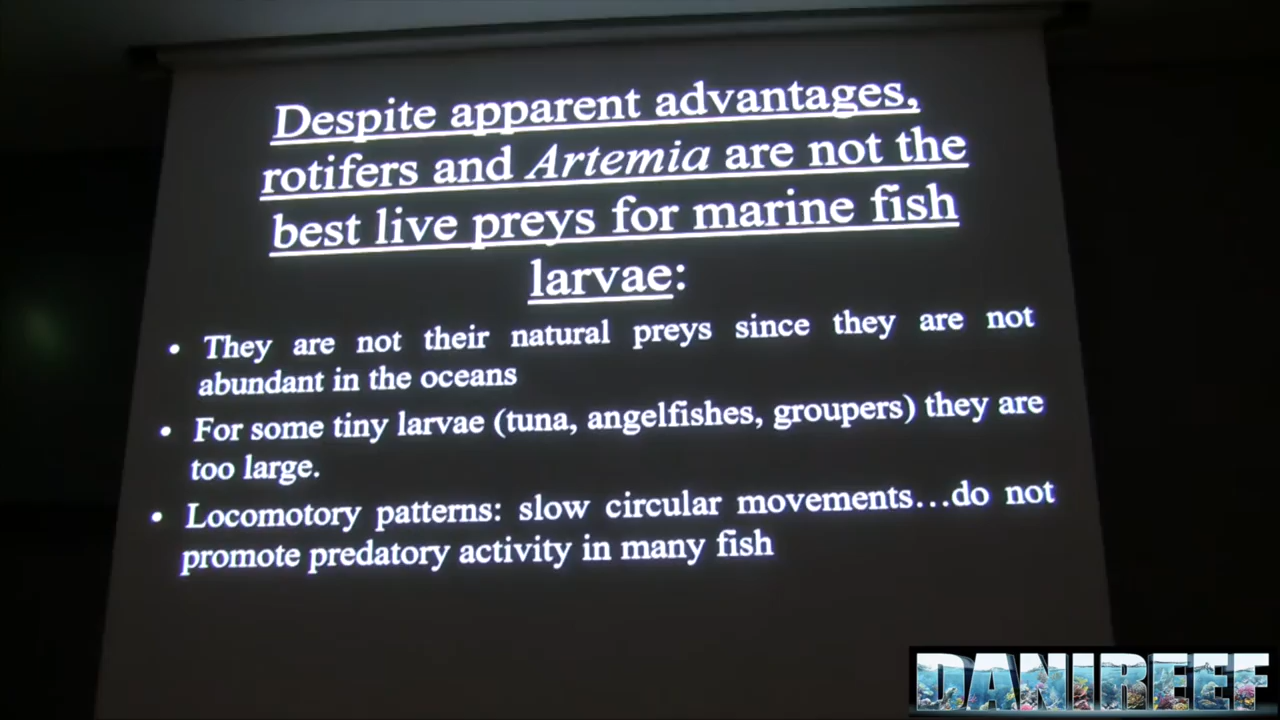 Despite apparent advantages,
rotifers and Artemia are not the
best live preys for marine fish
larvae:
• They are not their natural preys since they are not
abundant in the oceans
• For some tiny larvae (tuna, angelfishes, groupers) they are
too large.
• Locomotory patterns: slow circular movements…do not
promote predatory activity in many fish
DANIREEF